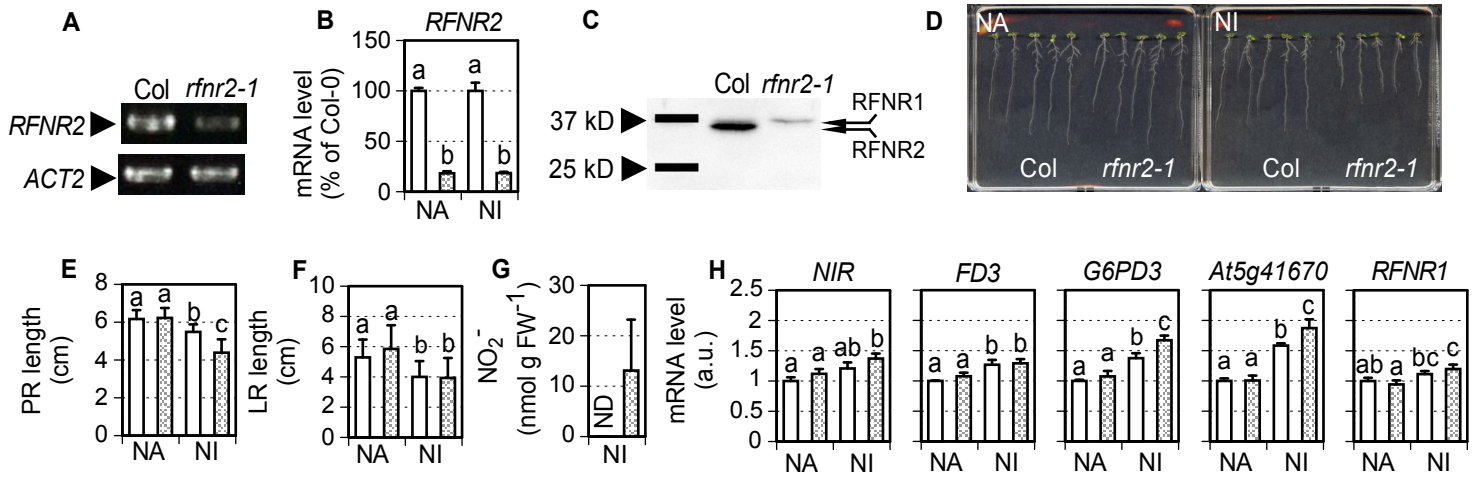 A
Col rfnr2-1
RFNR2
ACT2
B
RFNR2
mRNA level
(% of Col-0)
150
100
50
0
a a
b b
NA NI
C
Col rfnr2-1
37 kD
25 kD
RFNR1
RFNR2
D
NA
Col rfnr2-1
NI
Col rfnr2-1
E
PR length
(cm)
8
6
4
2
0
a a b c
NA NI
F
LR length
(cm)
10
8
6
4
2
0
a a b b
NA NI
G
NO2-
(nmol g FW-1)
30
20
10
0
ND
NI
H
mRNA level
(a.u.)
2.5
2
1.5
1
0.5
0
NIR
a a ab b
NA NI
FD3
a a b b
NA NI
G6PD3
a a b c
NA NI
At5g41670
a a b c
NA NI
RFNR1
ab a bc c
NA NI